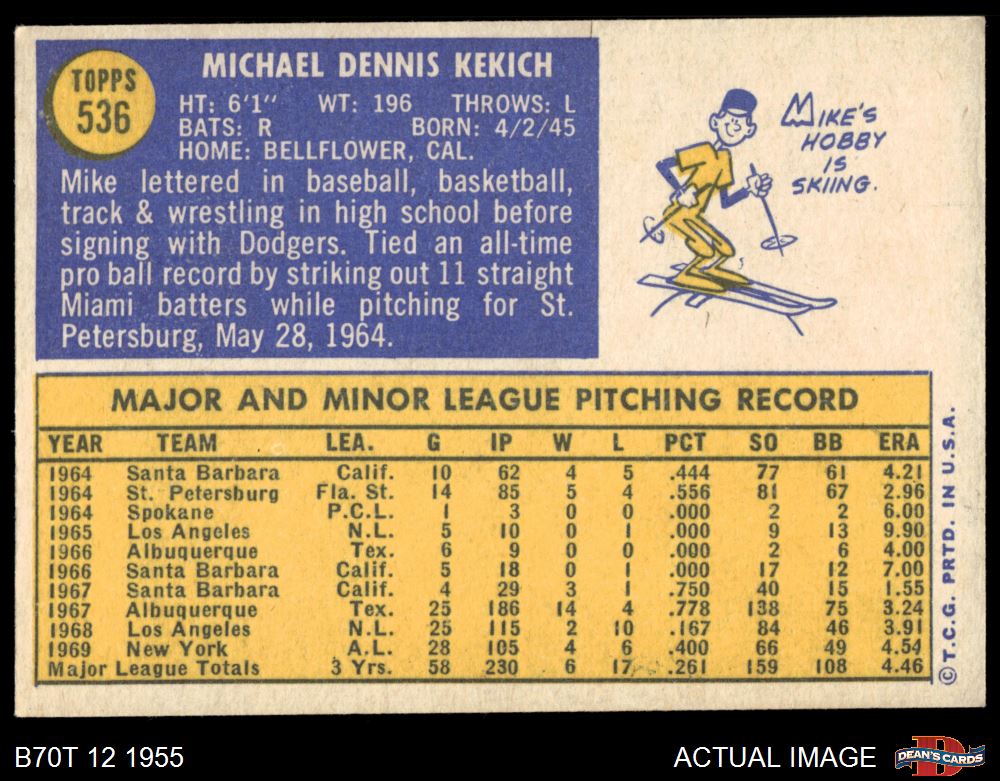 TOPPS
536
MICHAEL DENNIS KEKICH
HT: 6'1" WT: 196 THROWS: L
BATS: R BORN: 4/2/45
HOME: BELLFLOWER, CAL.
Mike lettered in baseball, basketball,
track & wrestling in high school before
signing with Dodgers. Tied an all-time
pro ball record by striking out 11 straight
Miami batters while pitching for St.
Petersburg, May 28, 1964.
MIKE'S
HOBBY
IS
SKIING.
MAJOR AND MINOR LEAGUE PITCHING RECORD
YEAR TEAM LEA. G IP W L PCT SO BB ERA
1964 Santa Barbara Calif. 10 62 4 5 .444 77 61 4.21
1964 St. Petersburg Fla. St. 14 85 5 4 .556 81 67 2.96
1964 Spokane P.C.L. 1 3 0 0 .000 2 2 6.00
1965 Los Angeles N.L. 5 10 0 1 .000 9 13 9.90
1966 Albuquerque Tex. 6 9 0 0 .000 2 6 4.00
1966 Santa Barbara Calif. 5 18 0 1 .000 17 12 7.00
1967 Santa Barbara Calif. 4 29 3 1 .750 40 15 1.55
1967 Albuquerque Tex. 25 186 14 4 .778 138 75 3.24
1968 Los Angeles N.L. 25 115 2 10 .167 84 46 3.91
1969 New York A.L. 28 105 4 6 .400 66 49 4.54
Major League Totals 3 Yrs. 58 230 6 17 .261 159 108 4.46
©T.C.G. PRTD. IN U.S.A.
B70T 12 1955
ACTUAL IMAGE
D
DEAN'S CARDS